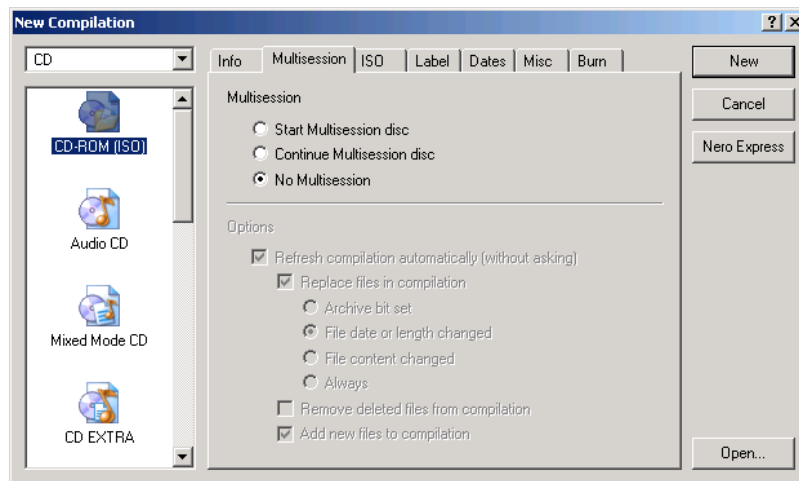 New Compilation
CD
CD-ROM (ISO)
Audio CD
Mixed Mode CD
CD EXTRA
Info Multisession ISO Label Dates Misc Burn
Multisession
Start Multisession disc
Continue Multisession disc
No Multisession
Options
Refresh compilation automatically (without asking)
Replace files in compilation
Archive bit set
File date or length changed
File content changed
Always
Remove deleted files from compilation
Add new files to compilation
New
Cancel
Nero Express
Open...